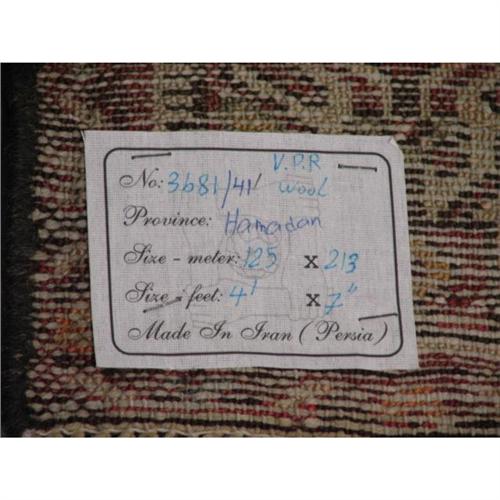 V.P.R
No: 3681/41 wool
Province: Hamadan
Size - meter: 125 x 213
Size - feet: 4' x 7"
Made In Iran ( Persia )